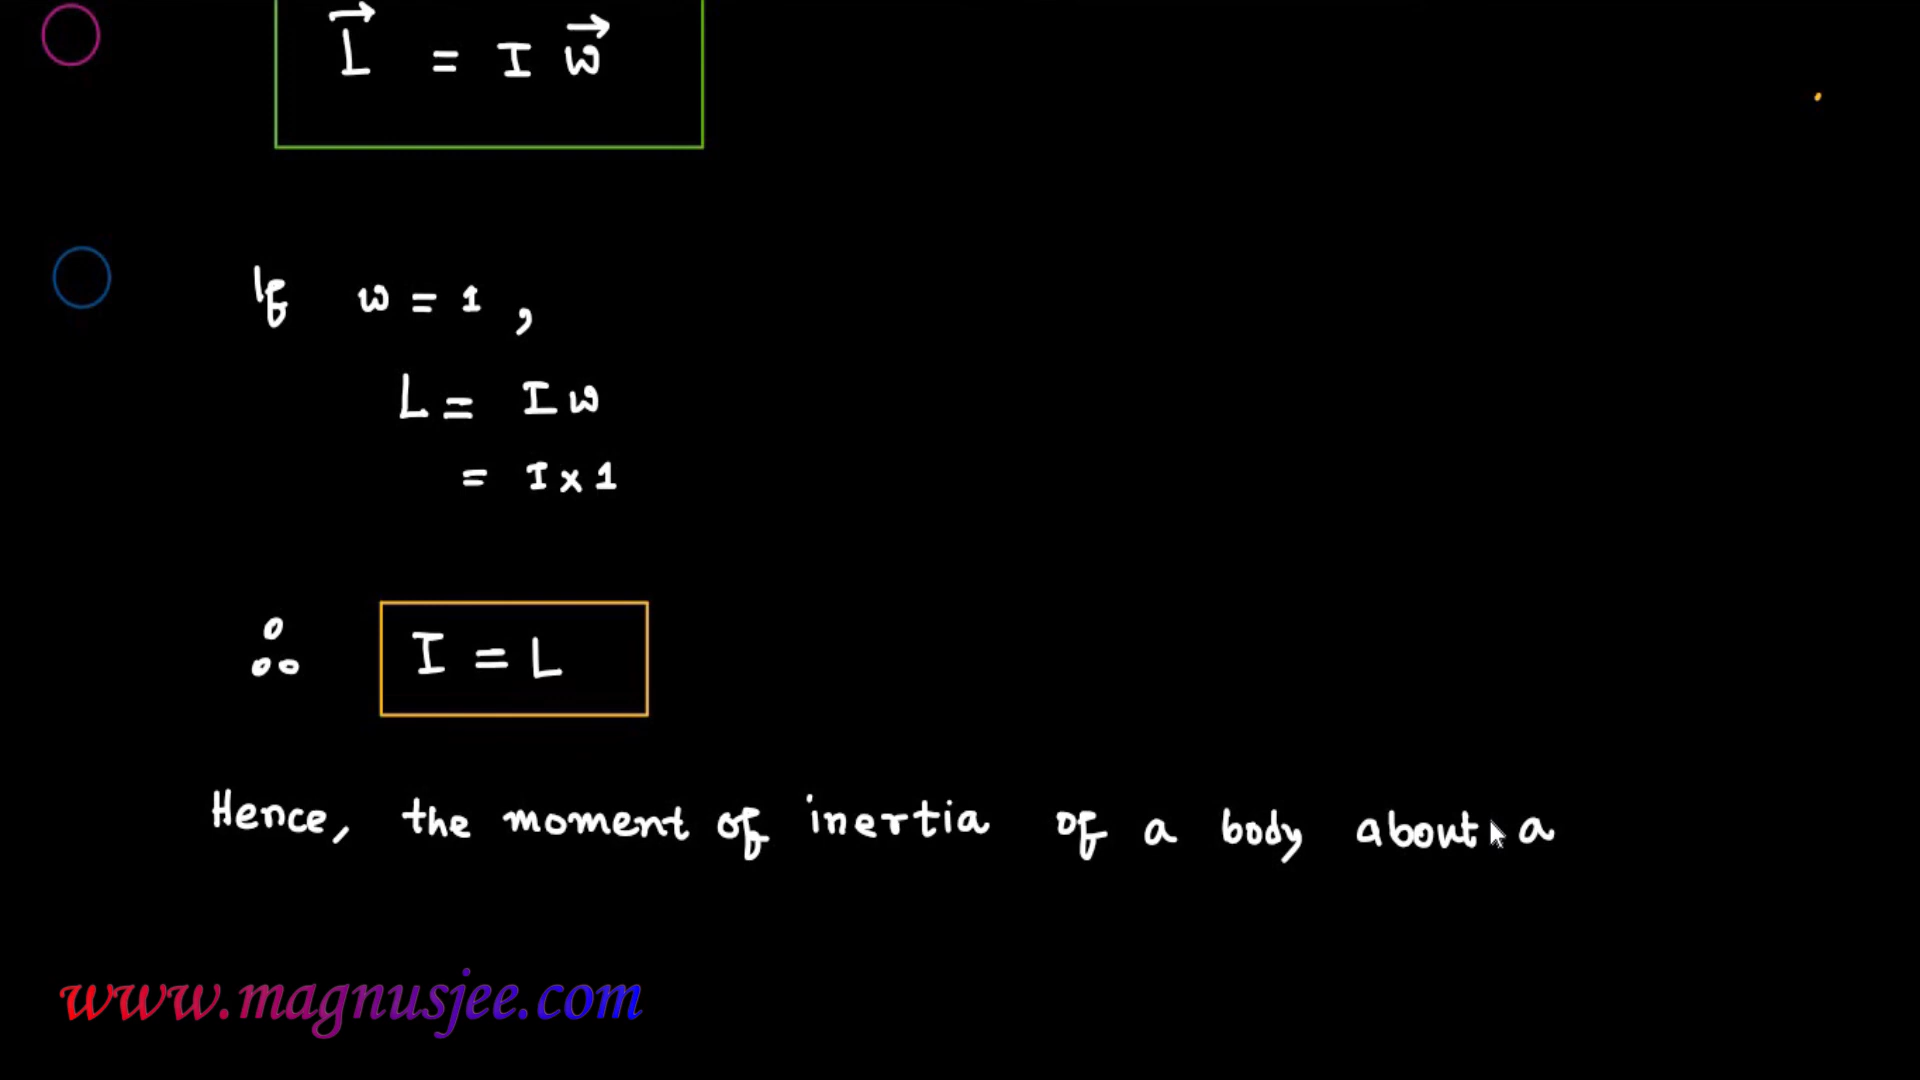 L⃗ = I ω⃗
If ω = 1 ,
L = I ω
= I x 1
∴ I = L
Hence, the moment of inertia of a body about a
www.magnusjee.com